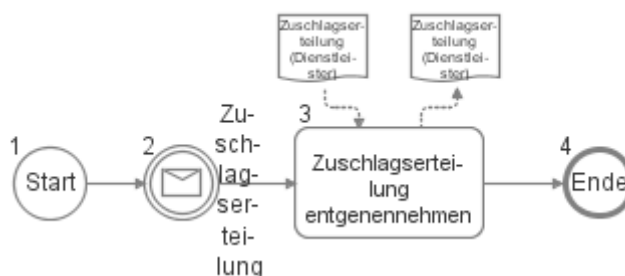 Zuschlagser-
teilung
(Dienstlei-
ster)
Zuschlagser-
teilung
(Dienstlei-
ster)
1
Start
2
Zu-
sch-
lag-
ser-
tei-
lung
3
Zuschlagsertei-
lung
entgenennehmen
4
Ende